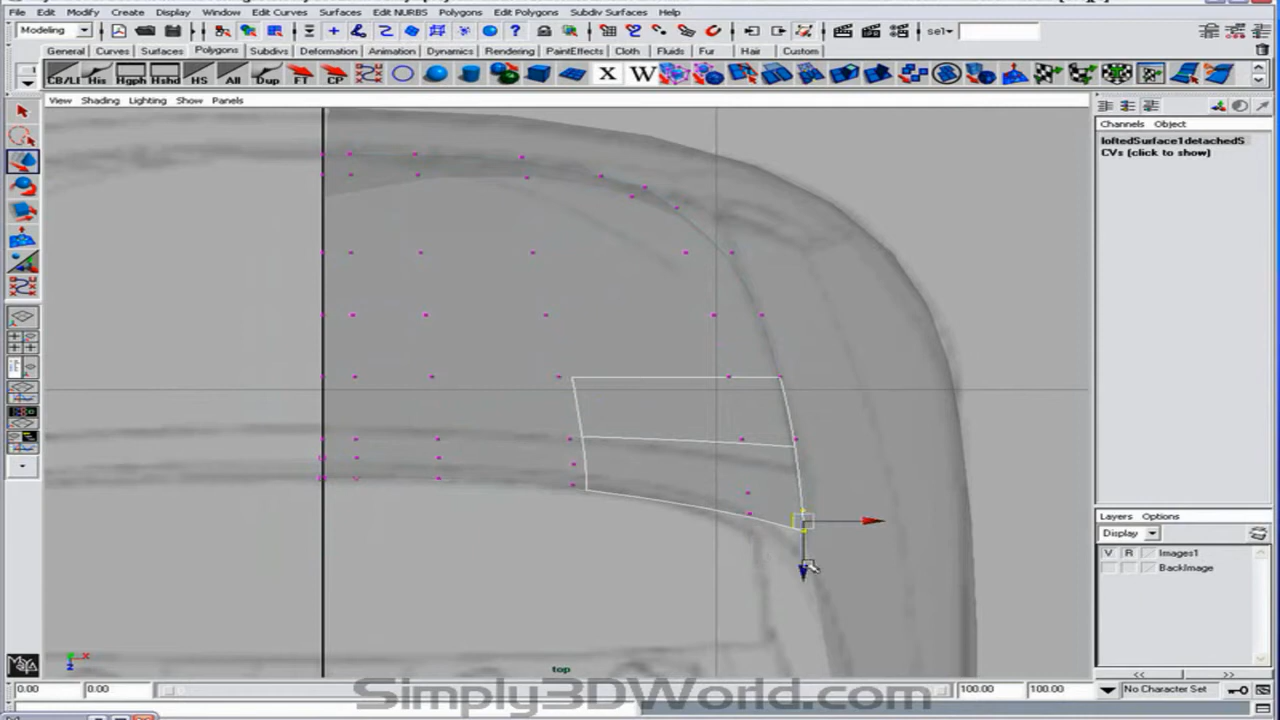 File Edit Modify Create Display Window Edit Curves Surfaces Edit NURBS Polygons Edit Polygons Subdiv Surfaces Help
Modeling sel
General Curves Surfaces Polygons Subdivs Deformation Animation Dynamics Rendering PaintEffects Cloth Fluids Fur Hair Custom
CB/LI His Hgph Hshd HS All Dup FT CP X W
View Shading Lighting Show Panels
Channels Object
loftedSurface1detachedS
CVs (click to show)
Layers Options
Display
V R Images1
BackImage
top
0.00 0.00 100.00 100.00 No Character Set
Simply3DWorld.com